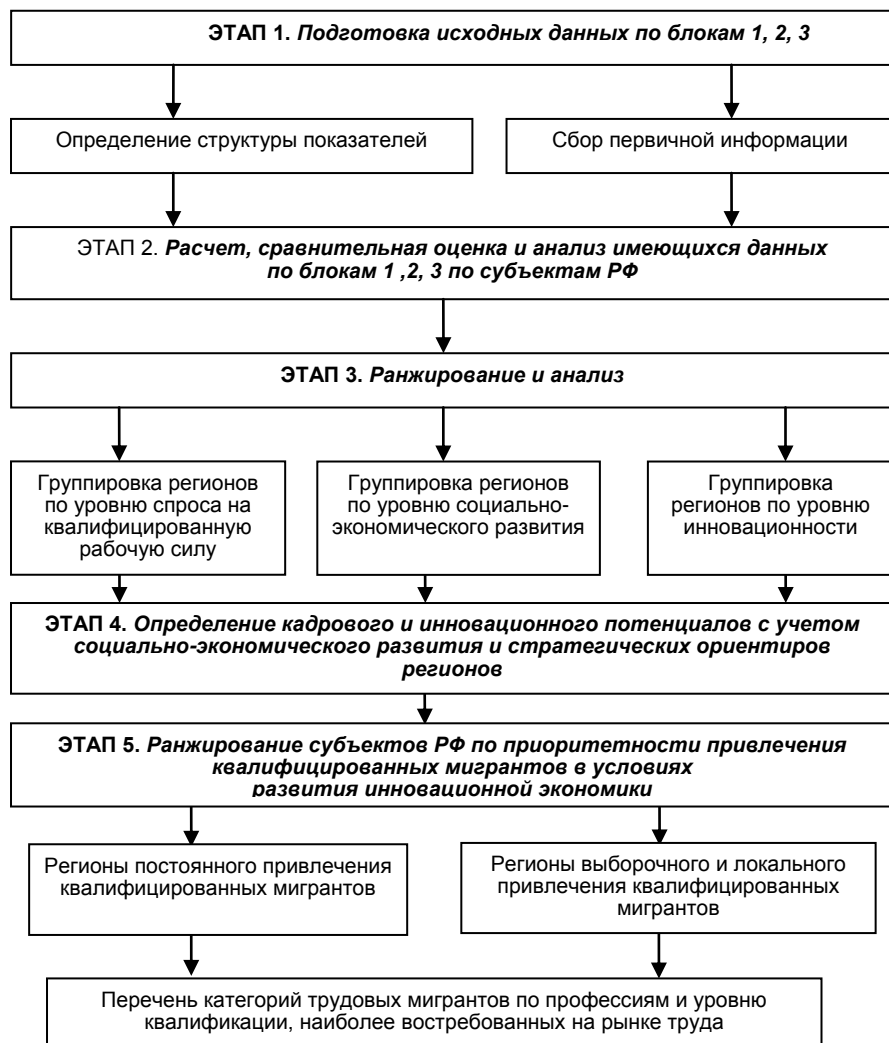 ЭТАП 1. Подготовка исходных данных по блокам 1, 2, 3
Определение структуры показателей
Сбор первичной информации
ЭТАП 2. Расчет, сравнительная оценка и анализ имеющихся данных
по блокам 1 ,2, 3 по субъектам РФ
ЭТАП 3. Ранжирование и анализ
Группировка регионов
по уровню спроса на
квалифицированную
рабочую силу
Группировка регионов
по уровню социально-
экономического развития
Группировка
регионов по уровню
инновационности
ЭТАП 4. Определение кадрового и инновационного потенциалов с учетом
социально-экономического развития и стратегических ориентиров
регионов
ЭТАП 5. Ранжирование субъектов РФ по приоритетности привлечения
квалифицированных мигрантов в условиях
развития инновационной экономики
Регионы постоянного привлечения
квалифицированных мигрантов
Регионы выборочного и локального
привлечения квалифицированных
мигрантов
Перечень категорий трудовых мигрантов по профессиям и уровню
квалификации, наиболее востребованных на рынке труда